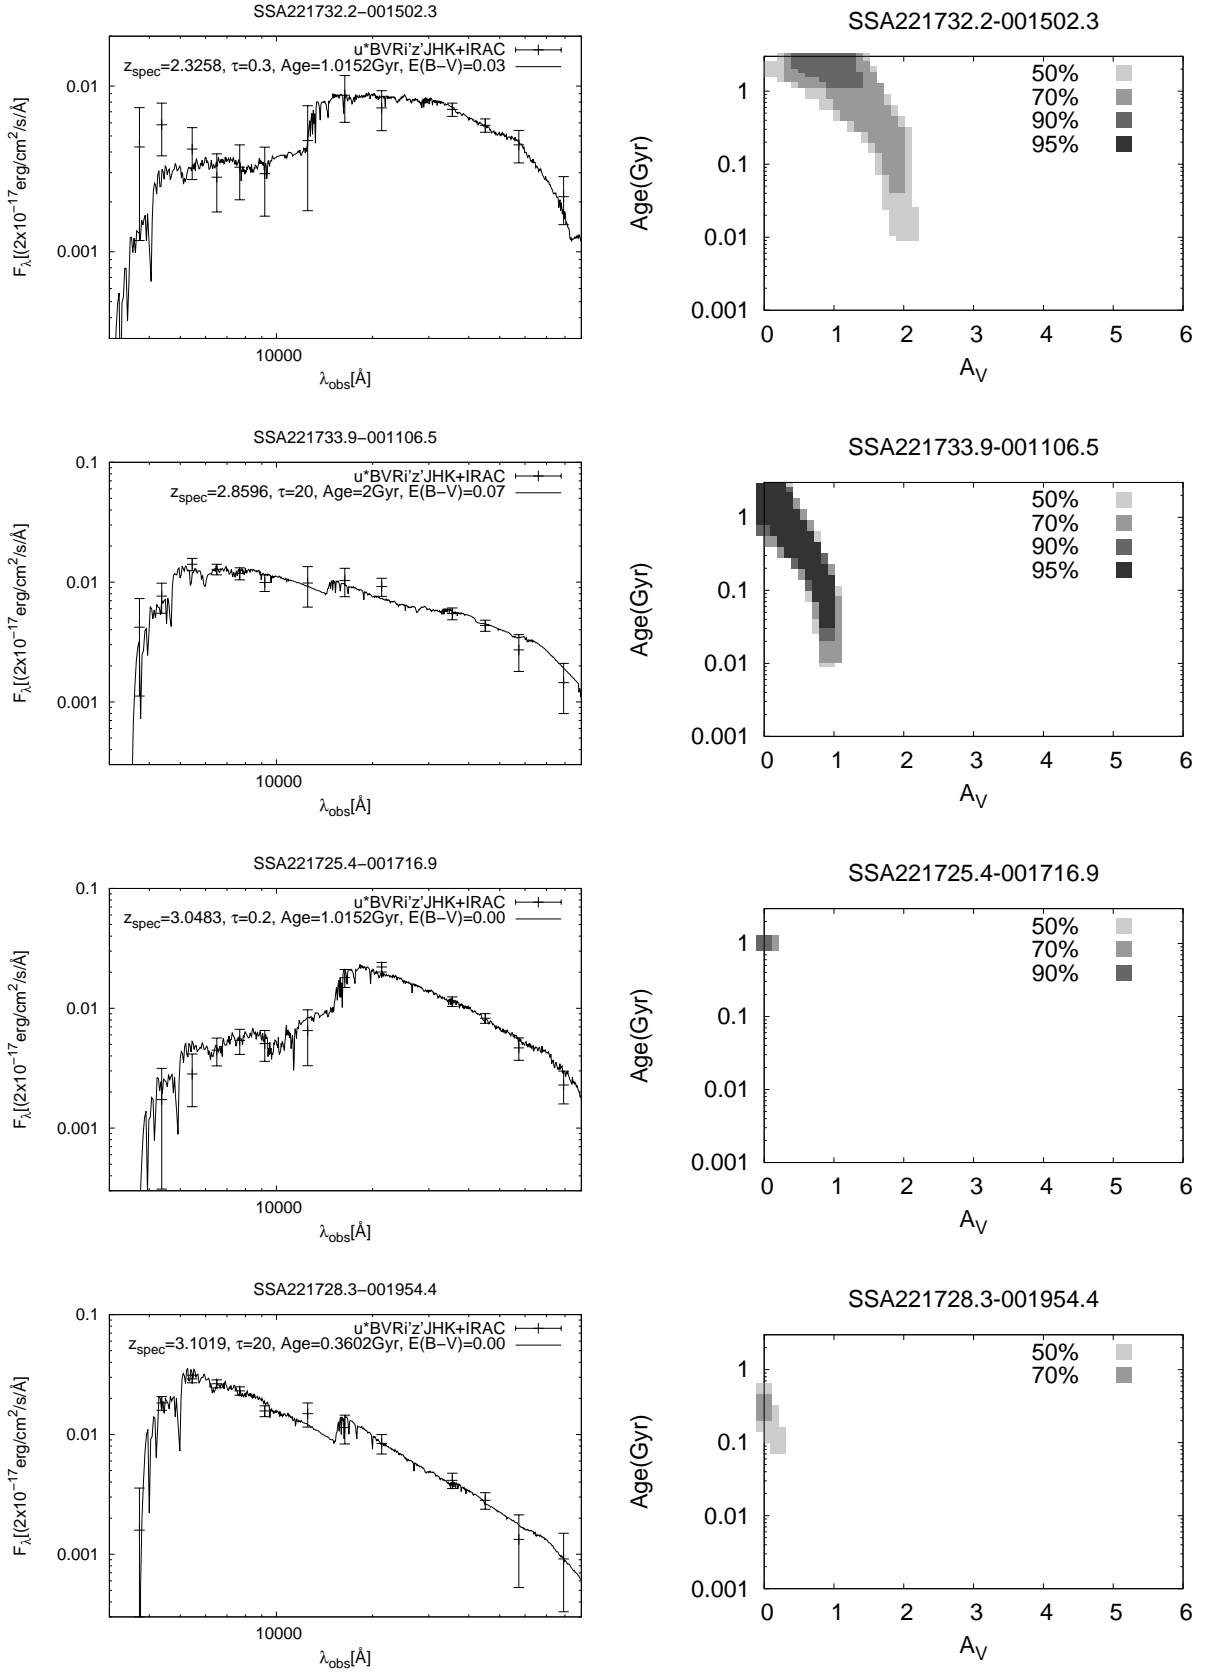 SSA221732.2−001502.3
u*BVRi'z'JHK+IRAC
z_spec=2.3258, τ=0.3, Age=1.0152Gyr, E(B−V)=0.03
0.01
0.001
F_λ[(2x10^−17erg/cm^2/s/Å]
10000
λ_obs[Å]
SSA221732.2-001502.3
50%
70%
90%
95%
1
0.1
0.01
0.001
Age(Gyr)
0 1 2 3 4 5 6
A_V
SSA221733.9−001106.5
u*BVRi'z'JHK+IRAC
z_spec=2.8596, τ=20, Age=2Gyr, E(B−V)=0.07
0.1
0.01
0.001
F_λ[(2x10^−17erg/cm^2/s/Å]
10000
λ_obs[Å]
SSA221733.9-001106.5
50%
70%
90%
95%
1
0.1
0.01
0.001
Age(Gyr)
0 1 2 3 4 5 6
A_V
SSA221725.4−001716.9
u*BVRi'z'JHK+IRAC
z_spec=3.0483, τ=0.2, Age=1.0152Gyr, E(B−V)=0.00
0.1
0.01
0.001
F_λ[(2x10^−17erg/cm^2/s/Å]
10000
λ_obs[Å]
SSA221725.4-001716.9
50%
70%
90%
1
0.1
0.01
0.001
Age(Gyr)
0 1 2 3 4 5 6
A_V
SSA221728.3−001954.4
u*BVRi'z'JHK+IRAC
z_spec=3.1019, τ=20, Age=0.3602Gyr, E(B−V)=0.00
0.1
0.01
0.001
F_λ[(2x10^−17erg/cm^2/s/Å]
10000
λ_obs[Å]
SSA221728.3-001954.4
50%
70%
1
0.1
0.01
0.001
Age(Gyr)
0 1 2 3 4 5 6
A_V